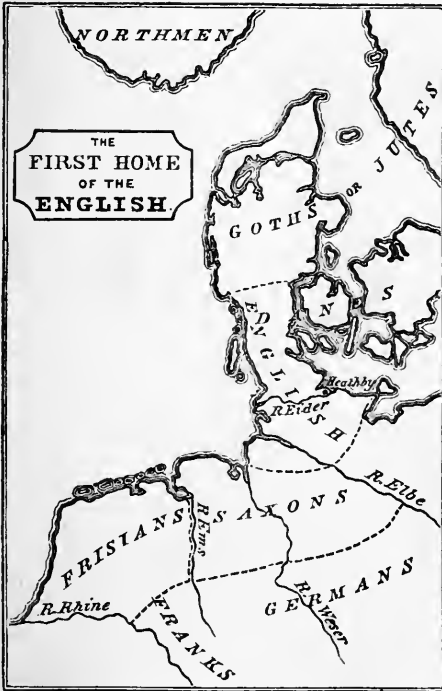 NORTHMEN
THE
FIRST HOME
OF THE
ENGLISH.
GOTHS OR JUTES
DANES
ENGLISH
Heathby
R.Eider
R.Elbe
FRISIANS
SAXONS
R.Ems
R.Weser
GERMANS
R.Rhine
FRANKS